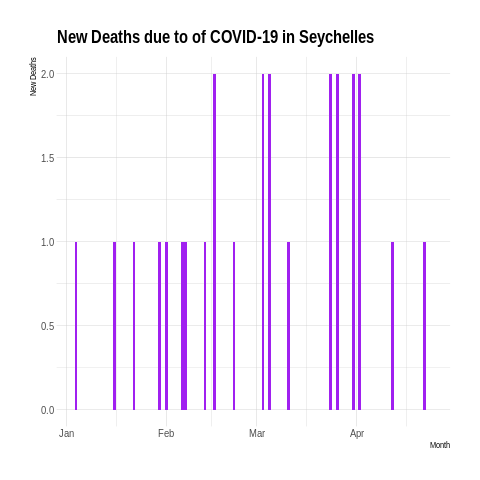 New Deaths due to of COVID-19 in Seychelles
New Deaths
2.0
1.5
1.0
0.5
0.0
Jan Feb Mar Apr
Month